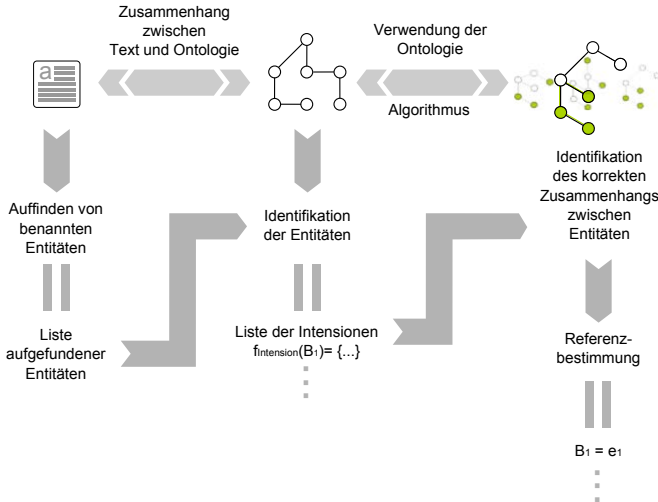 Zusammenhang
zwischen
Text und Ontologie
Verwendung der
Ontologie
Algorithmus
a
Auffinden von
benannten
Entitäten
Liste
aufgefundener
Entitäten
Identifikation
der Entitäten
Liste der Intensionen
fIntension(B1)= {...}
Identifikation
des korrekten
Zusammenhangs
zwischen
Entitäten
Referenz-
bestimmung
B1 = e1